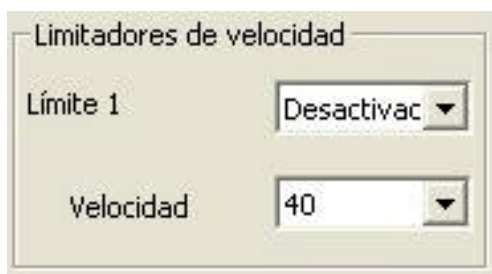 Limitadores de velocidad
Límite 1 Desactivac
Velocidad 40